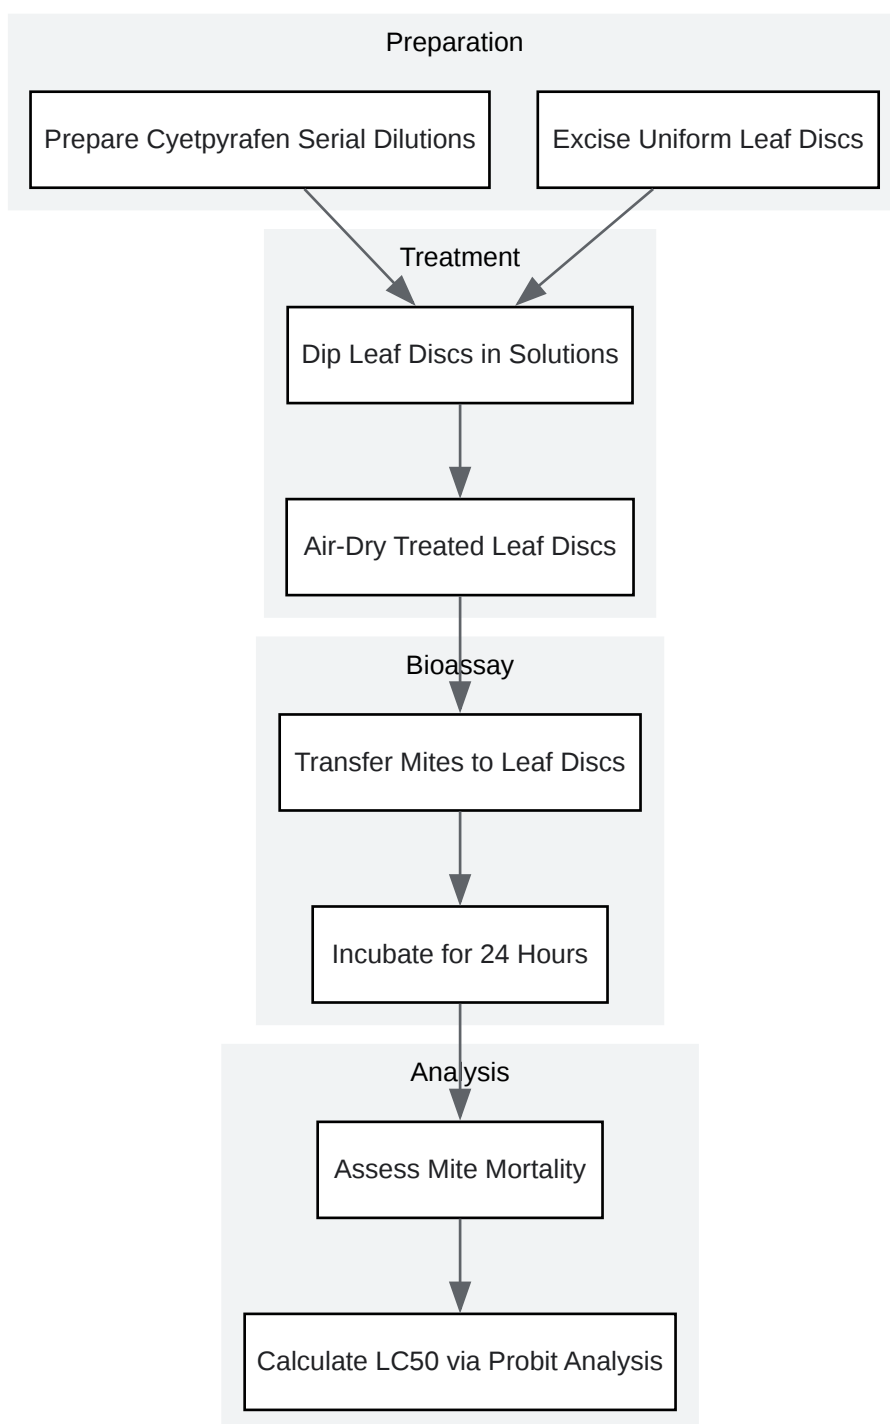 Preparation
Prepare Cyetpyrafen Serial Dilutions
Excise Uniform Leaf Discs
Treatment
Dip Leaf Discs in Solutions
Air-Dry Treated Leaf Discs
Bioassay
Transfer Mites to Leaf Discs
Incubate for 24 Hours
Analysis
Assess Mite Mortality
Calculate LC50 via Probit Analysis